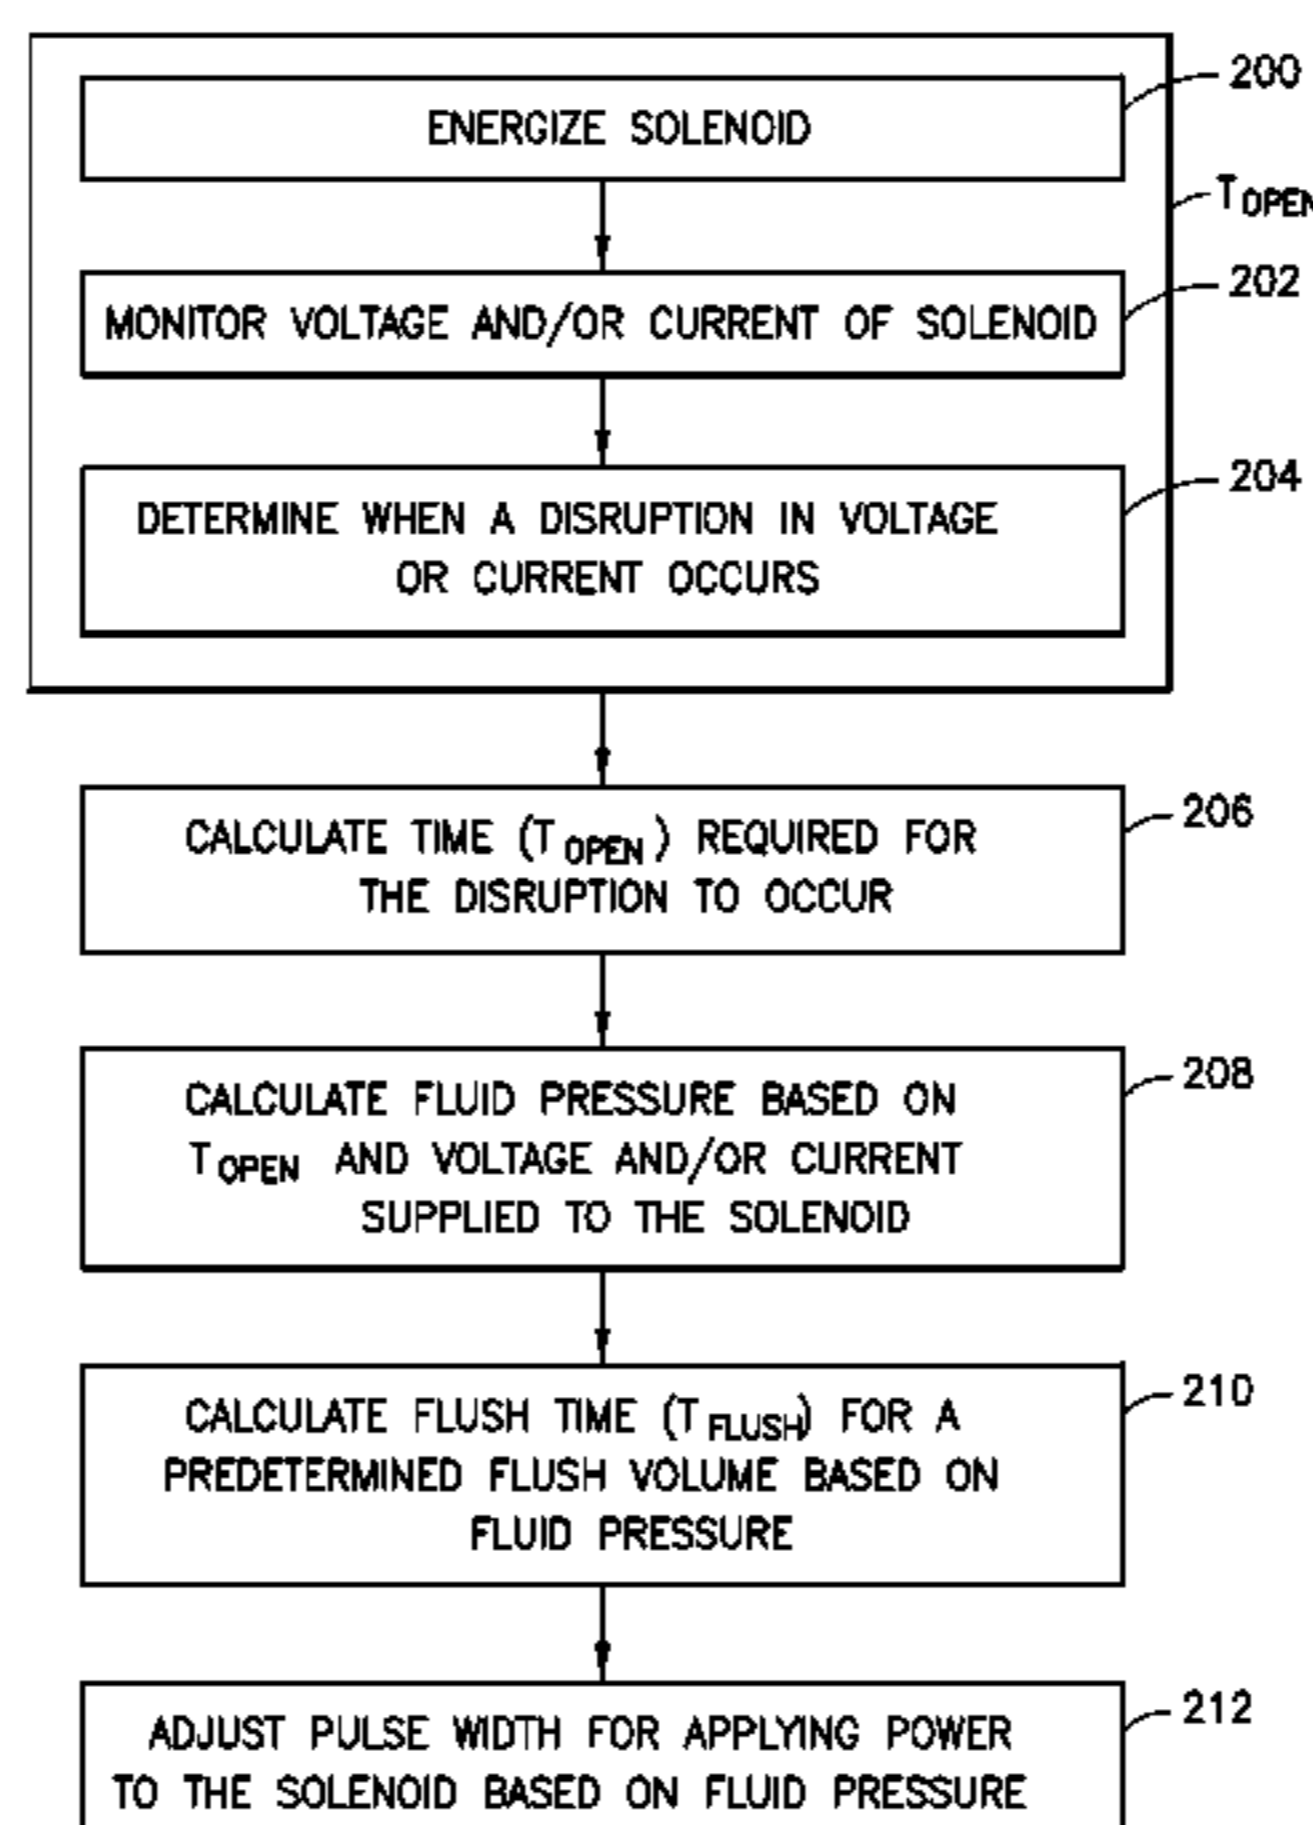 ENERGIZE SOLENOID
200
TOPEN
MONITOR VOLTAGE AND/OR CURRENT OF SOLENOID
202
DETERMINE WHEN A DISRUPTION IN VOLTAGE
OR CURRENT OCCURS
204
CALCULATE TIME (TOPEN) REQUIRED FOR
THE DISRUPTION TO OCCUR
206
CALCULATE FLUID PRESSURE BASED ON
TOPEN AND VOLTAGE AND/OR CURRENT
SUPPLIED TO THE SOLENOID
208
CALCULATE FLUSH TIME (TFLUSH) FOR A
PREDETERMINED FLUSH VOLUME BASED ON
FLUID PRESSURE
210
ADJUST PULSE WIDTH FOR APPLYING POWER
TO THE SOLENOID BASED ON FLUID PRESSURE
212